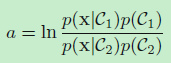 a = ln p(x|𝒞₁)p(𝒞₁) / p(x|𝒞₂)p(𝒞₂)